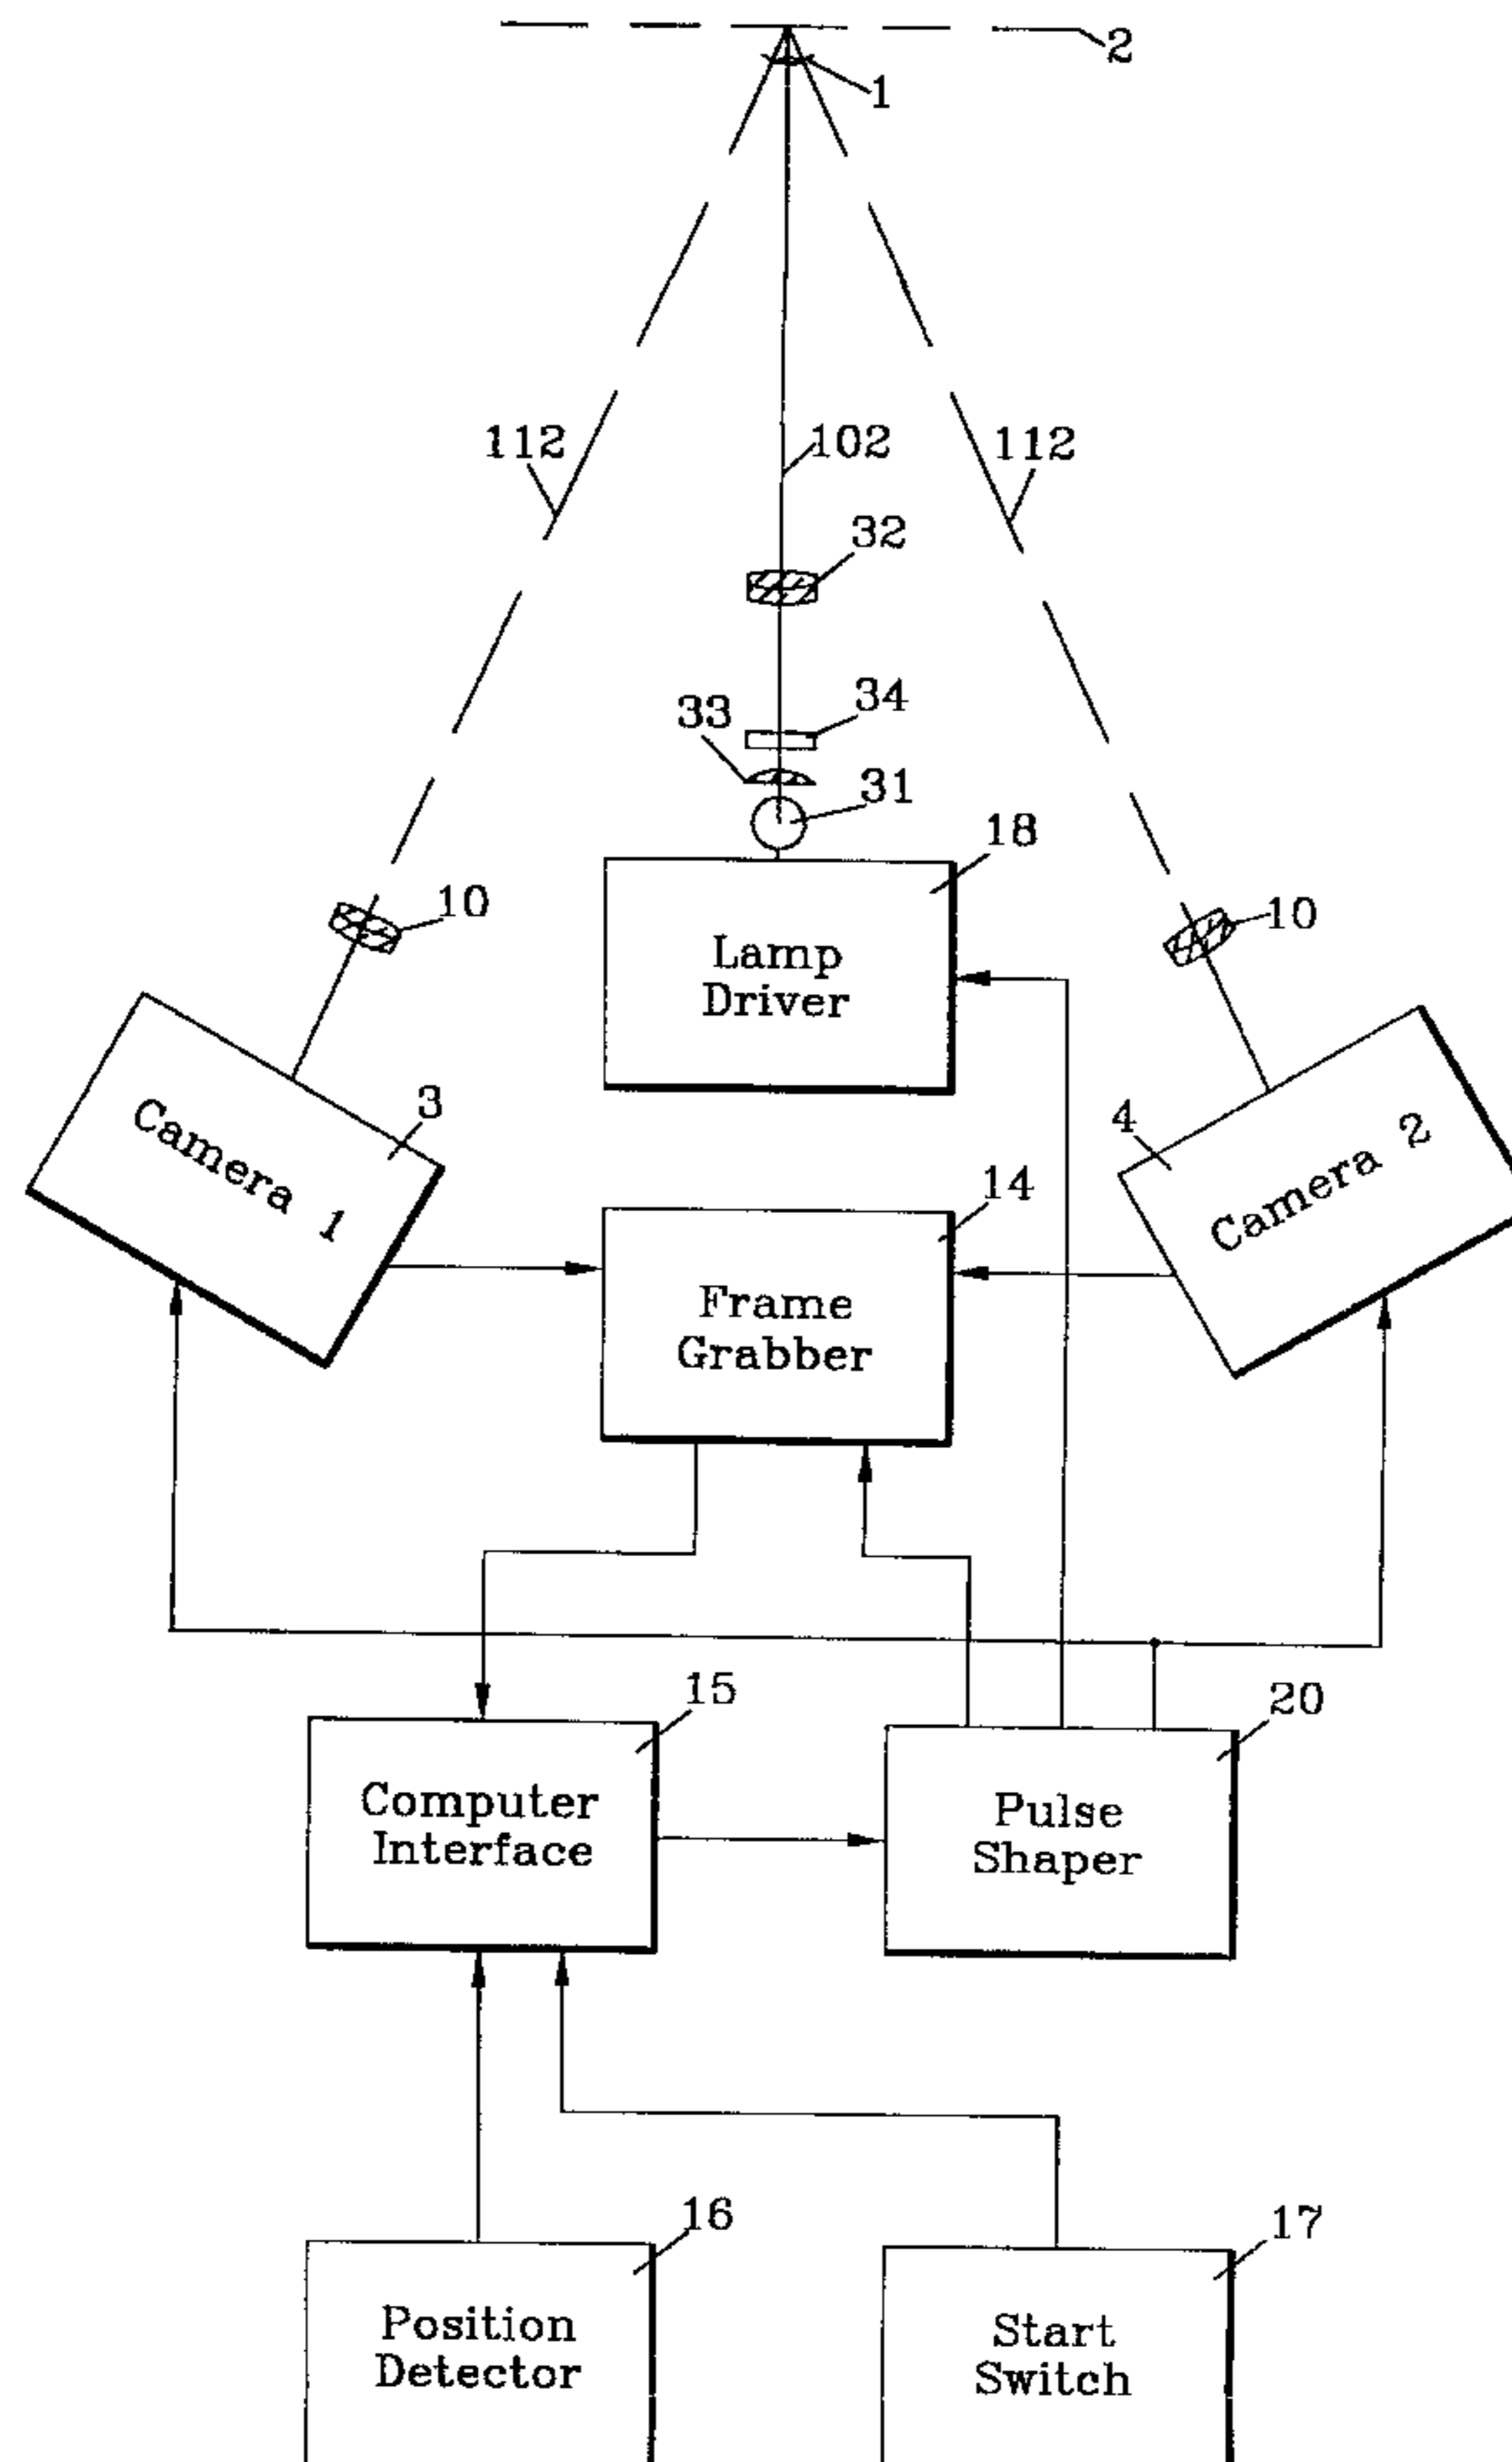 2
1
112
102
112
32
33
34
31
18
Lamp
Driver
10
10
3
Camera 1
4
Camera 2
14
Frame
Grabber
15
Computer
Interface
20
Pulse
Shaper
16
Position
Detector
17
Start
Switch